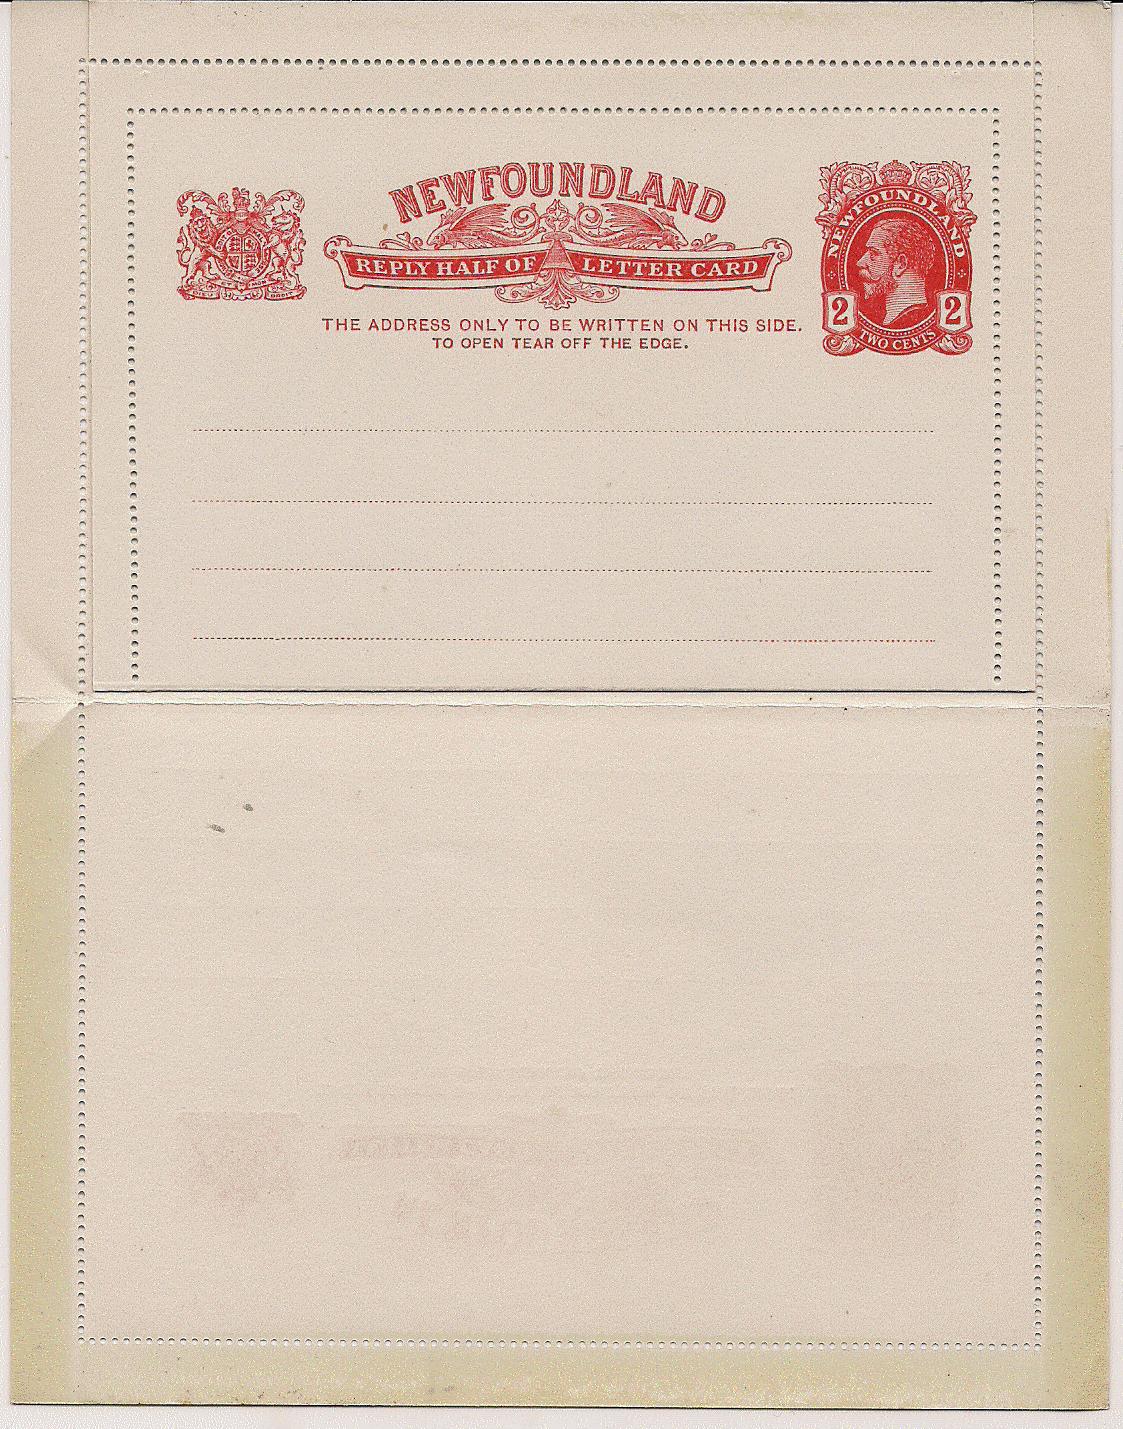 NEWFOUNDLAND
REPLY HALF OF LETTER CARD
THE ADDRESS ONLY TO BE WRITTEN ON THIS SIDE.
TO OPEN TEAR OFF THE EDGE.
NEWFOUNDLAND
2 2
TWO CENTS